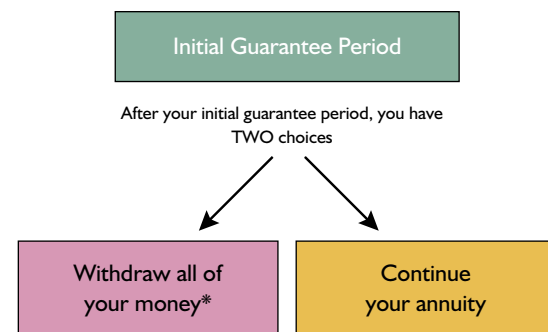 Initial Guarantee Period
After your initial guarantee period, you have
TWO choices
Withdraw all of
your money*
Continue
your annuity